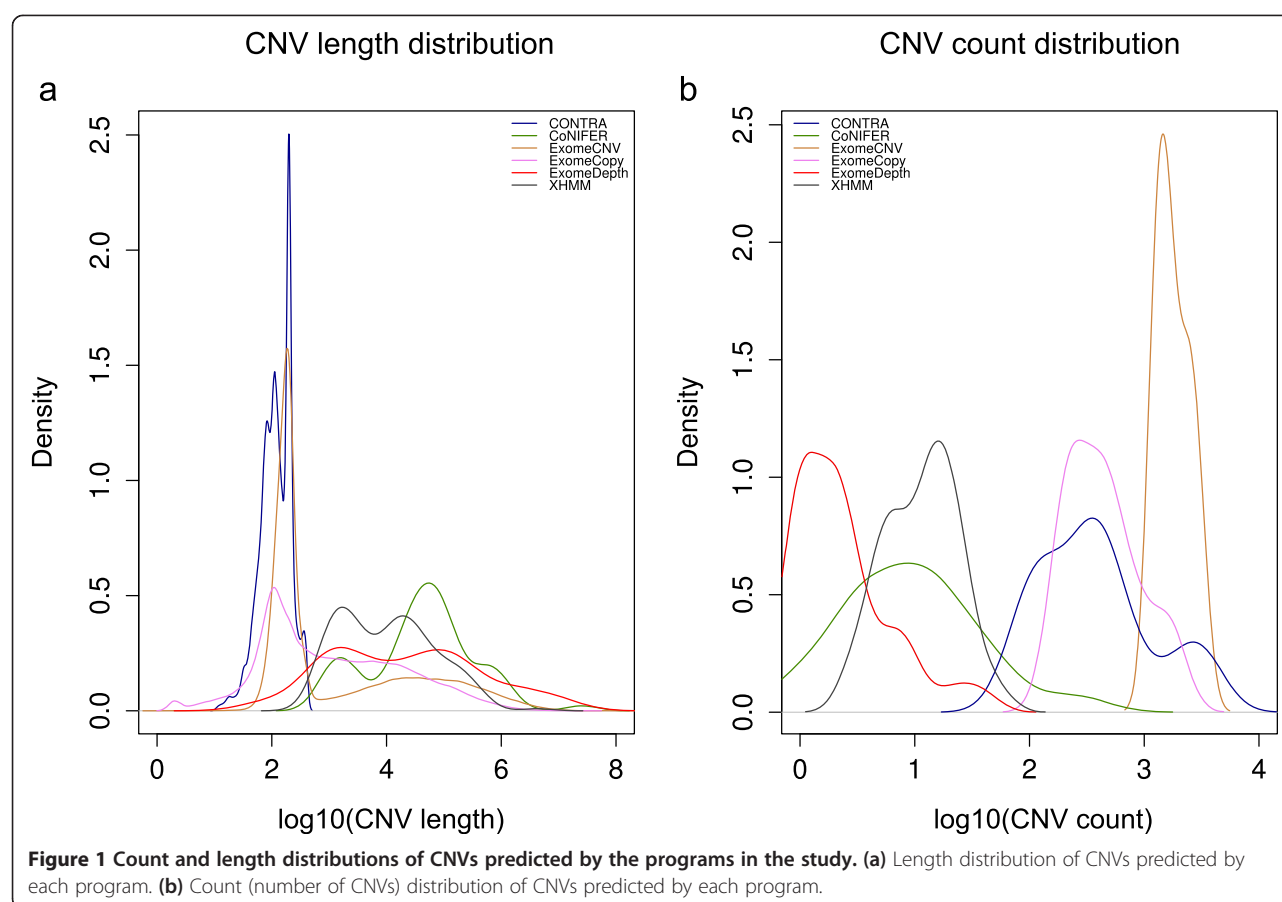 CNV length distribution
CNV count distribution
a
b
CONTRA
CoNIFER
ExomeCNV
ExomeCopy
ExomeDepth
XHMM
CONTRA
CoNIFER
ExomeCNV
ExomeCopy
ExomeDepth
XHMM
Density
0.0
0.5
1.0
1.5
2.0
2.5
0 2 4 6 8
log10(CNV length)
Density
0.0
0.5
1.0
1.5
2.0
2.5
0 1 2 3 4
log10(CNV count)
Figure 1 Count and length distributions of CNVs predicted by the programs in the study. (a) Length distribution of CNVs predicted by
each program. (b) Count (number of CNVs) distribution of CNVs predicted by each program.